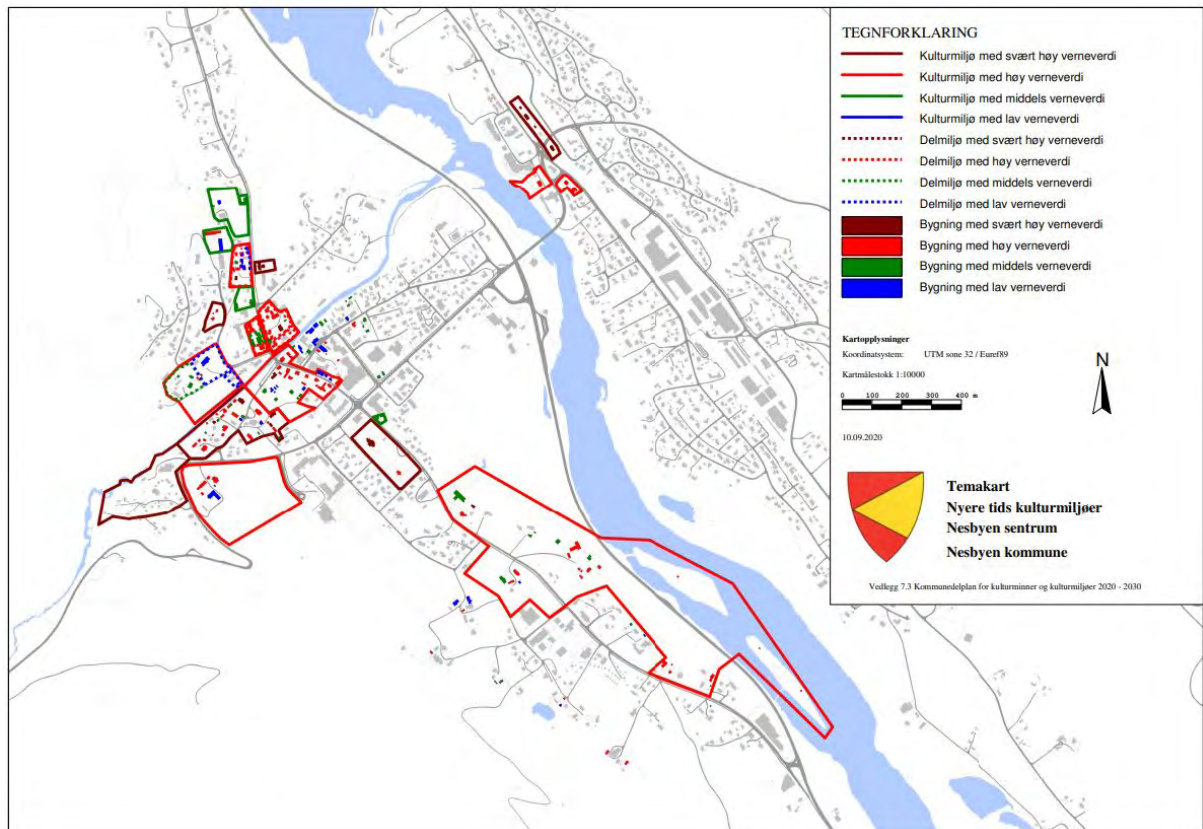 TEGNFORKLARING
Kulturmiljø med svært høy verneverdi
Kulturmiljø med høy verneverdi
Kulturmiljø med middels verneverdi
Kulturmiljø med lav verneverdi
Delmiljø med svært høy verneverdi
Delmiljø med høy verneverdi
Delmiljø med middels verneverdi
Delmiljø med lav verneverdi
Bygning med svært høy verneverdi
Bygning med høy verneverdi
Bygning med middels verneverdi
Bygning med lav verneverdi
Kartopplysninger
Koordinatsystem: UTM sone 32 / Euref89
Kartmålestokk 1:10000
0 100 200 300 400 m
N
10.09.2020
Temakart
Nyere tids kulturmiljøer
Nesbyen sentrum
Nesbyen kommune
Vedlegg 7.3 Kommunedelplan for kulturminner og kulturmiljøer 2020 - 2030